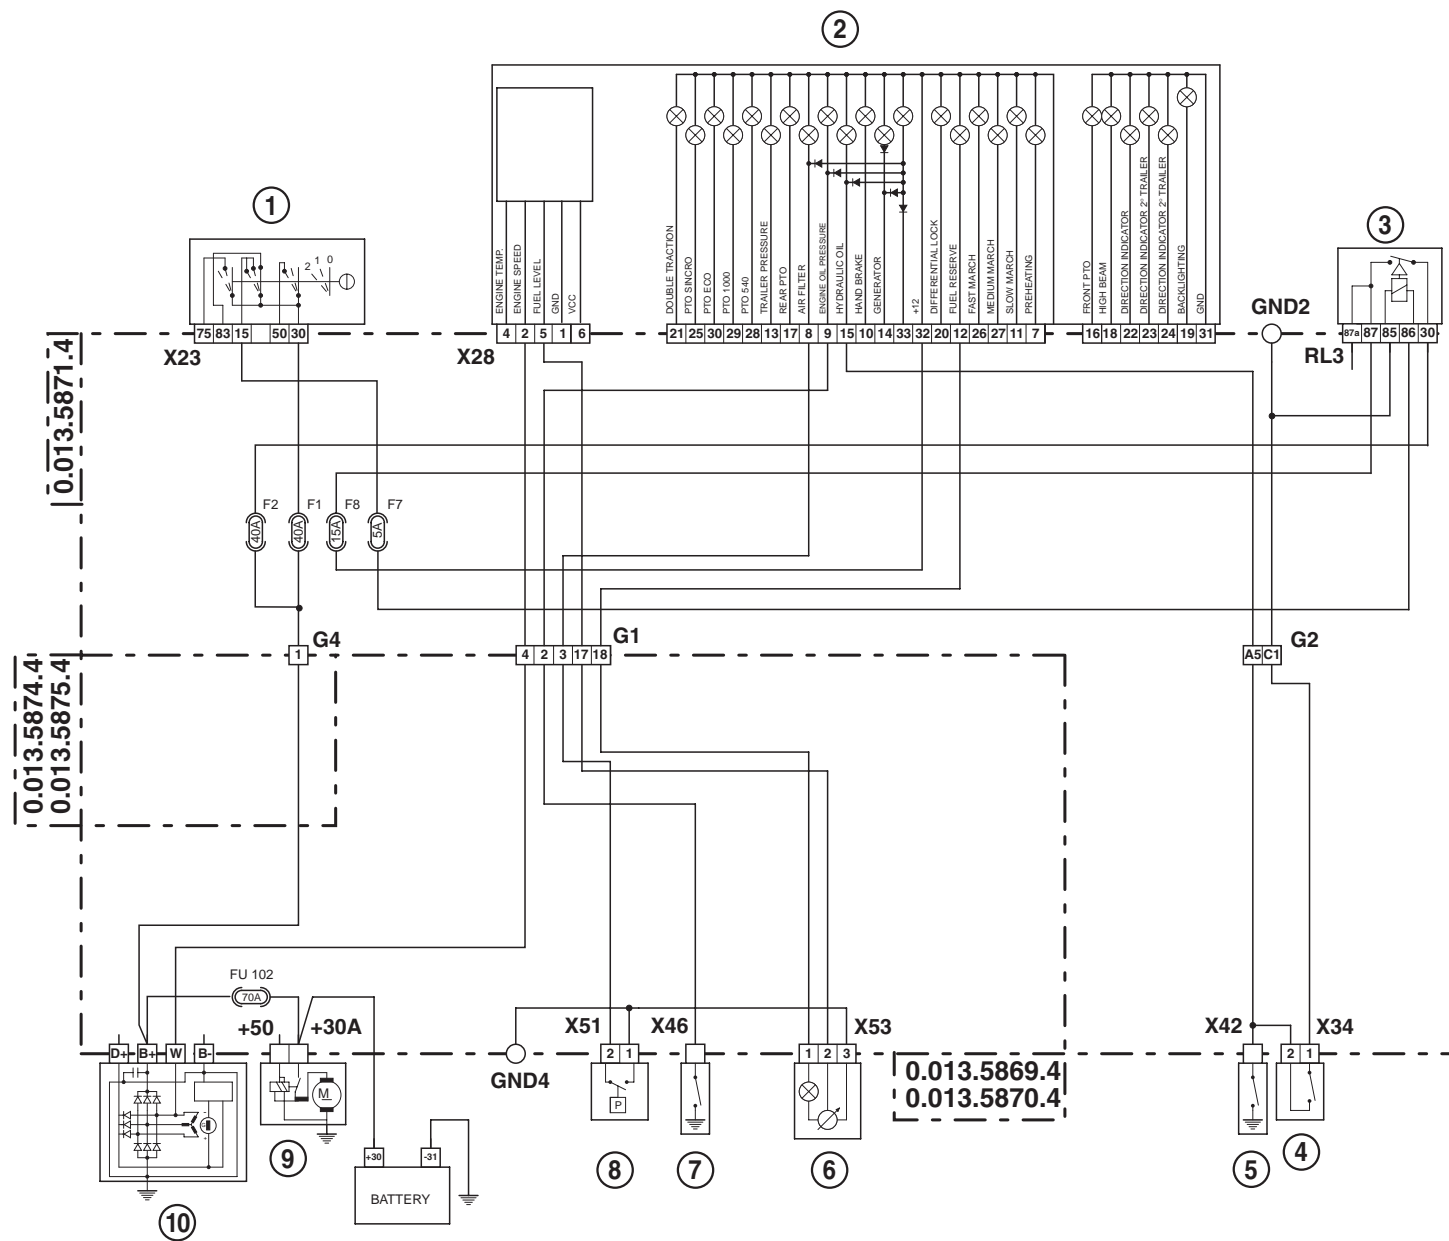 2
1
2 1 0
ENGINE TEMP.
ENGINE SPEED
FUEL LEVEL
GND
VCC
DOUBLE TRACTION
PTO SINCRO
PTO ECO
PTO 1000
PTO 540
TRAILER PRESSURE
REAR PTO
AIR FILTER
ENGINE OIL PRESSURE
HYDRAULIC OIL
HAND BRAKE
GENERATOR
+12
DIFFERENTIAL LOCK
FUEL RESERVE
FAST MARCH
MEDIUM MARCH
SLOW MARCH
PREHEATING
FRONT PTO
HIGH BEAM
DIRECTION INDICATOR
DIRECTION INDICATOR 2° TRAILER
DIRECTION INDICATOR 2° TRAILER
BACKLIGHTING
GND
3
GND2
75 83 15 50 30
4 2 5 1 6
21 25 30 29 28 13 17 8 9 15 10 14 33 32 20 12 26 27 11 7
16 18 22 23 24 19 31
87a 87 85 86 30
X23
X28
RL3
0.013.5871.4
F2 F1 F8 F7
40A 40A 15A 5A
G4
1
G1
4 2 3 17 18
G2
A5 C1
0.013.5874.4
0.013.5875.4
FU 102
70A
+50 +30A
X51 X46 X53
X42 X34
D+ B+ W B-
GND4
2 1
1 2 3
2 1
0.013.5869.4
0.013.5870.4
M
P
- +
9
+30 -31
BATTERY
10
8
7
6
5
4